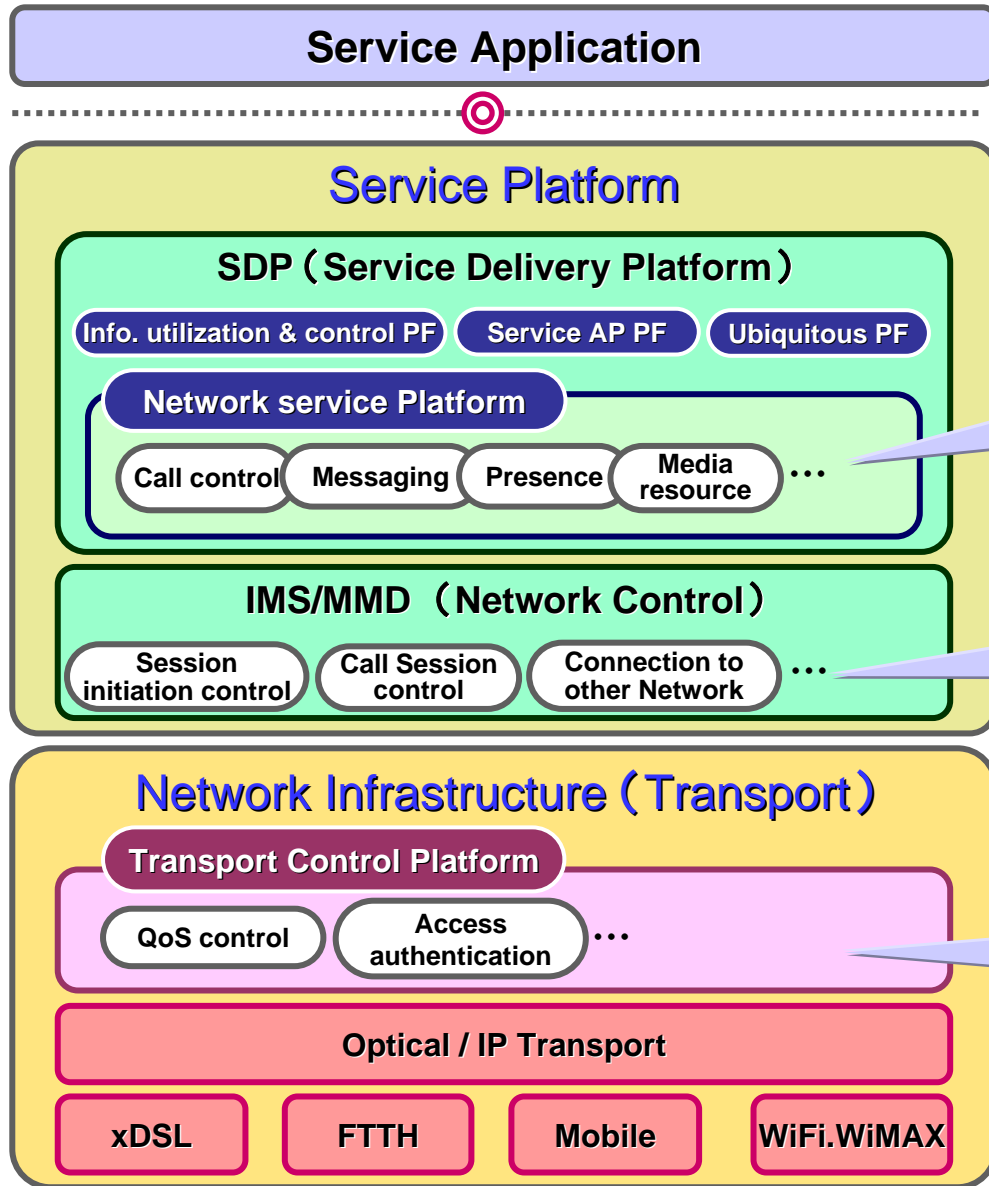 Service Application
Service Platform
SDP（Service Delivery Platform）
Info. utilization & control PF
Service AP PF
Ubiquitous PF
Network service Platform
Call control
Messaging
Presence
Media
resource
…
IMS/MMD （Network Control）
Session
initiation control
Call Session
control
Connection to
other Network
…
Network Infrastructure（Transport）
Transport Control Platform
QoS control
Access
authentication
…
Optical / IP Transport
xDSL
FTTH
Mobile
WiFi.WiMAX